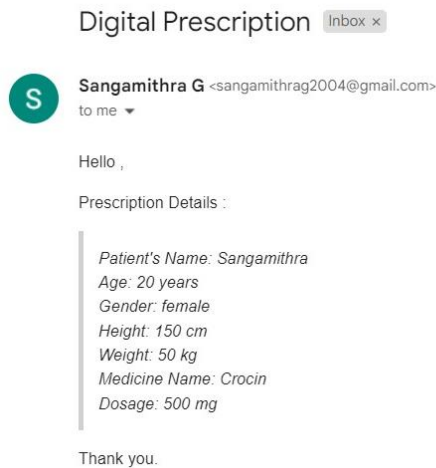 Digital Prescription Inbox ×
S
Sangamithra G <sangamithrag2004@gmail.com>
to me
Hello ,
Prescription Details :
Patient's Name: Sangamithra
Age: 20 years
Gender: female
Height: 150 cm
Weight: 50 kg
Medicine Name: Crocin
Dosage: 500 mg
Thank you.